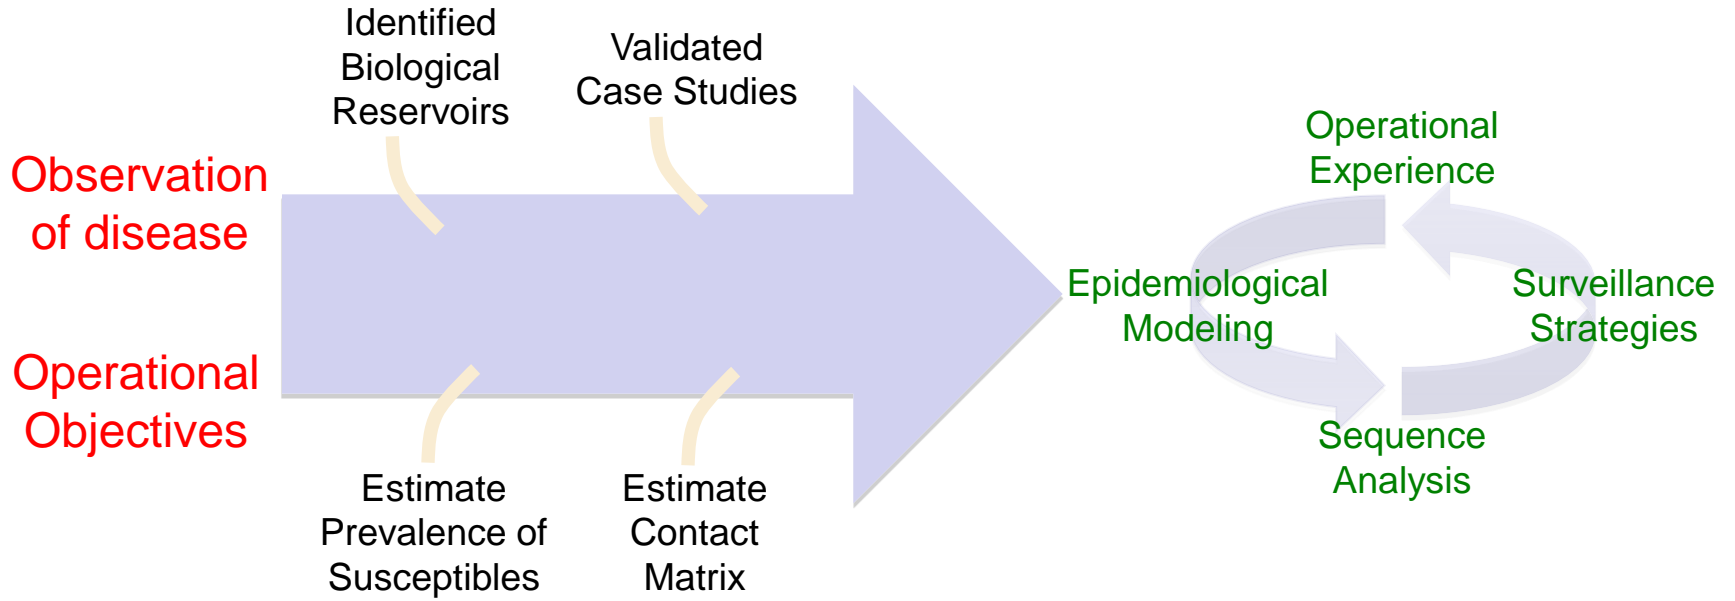 Identified
Biological
Reservoirs
Validated
Case Studies
Observation
of disease
Operational
Objectives
Estimate
Prevalence of
Susceptibles
Estimate
Contact
Matrix
Operational
Experience
Epidemiological
Modeling
Surveillance
Strategies
Sequence
Analysis